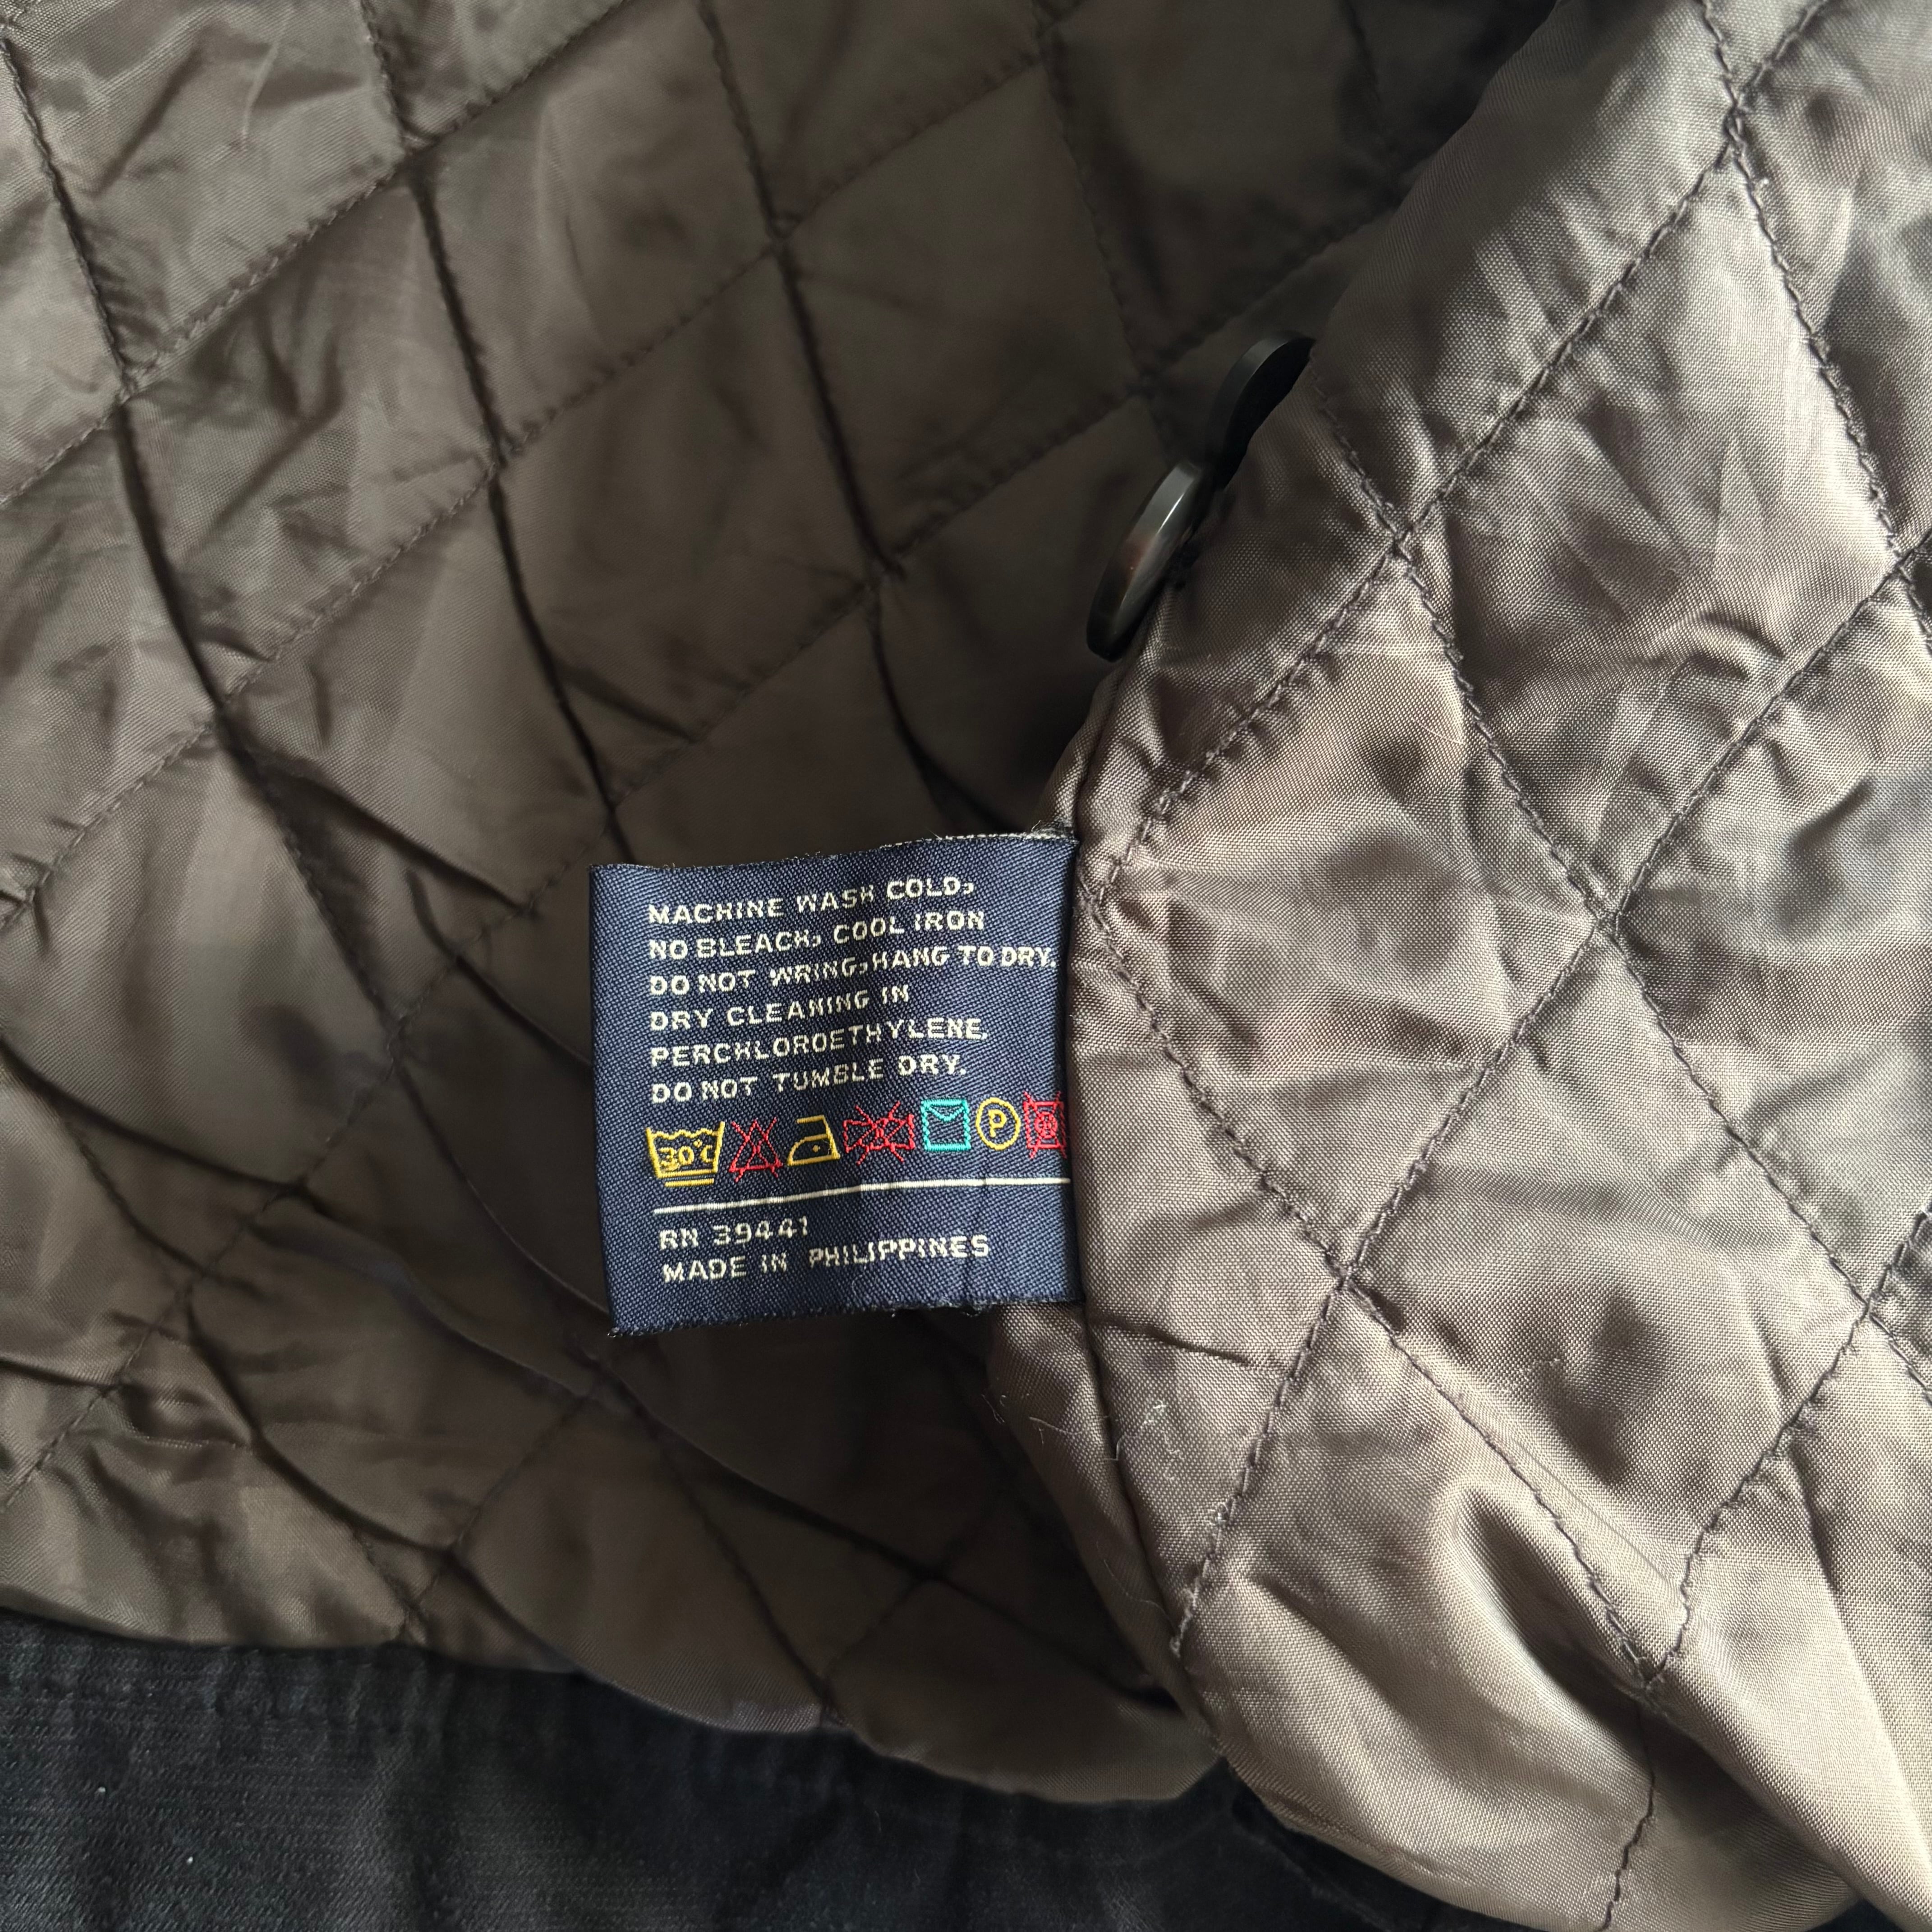 MACHINE WASH COLD,
NO BLEACH, COOL IRON
DO NOT WRING, HANG TO DRY.
DRY CLEANING IN
PERCHLOROETHYLENE.
DO NOT TUMBLE DRY.
30°C P
RN 39441
MADE IN PHILIPPINES